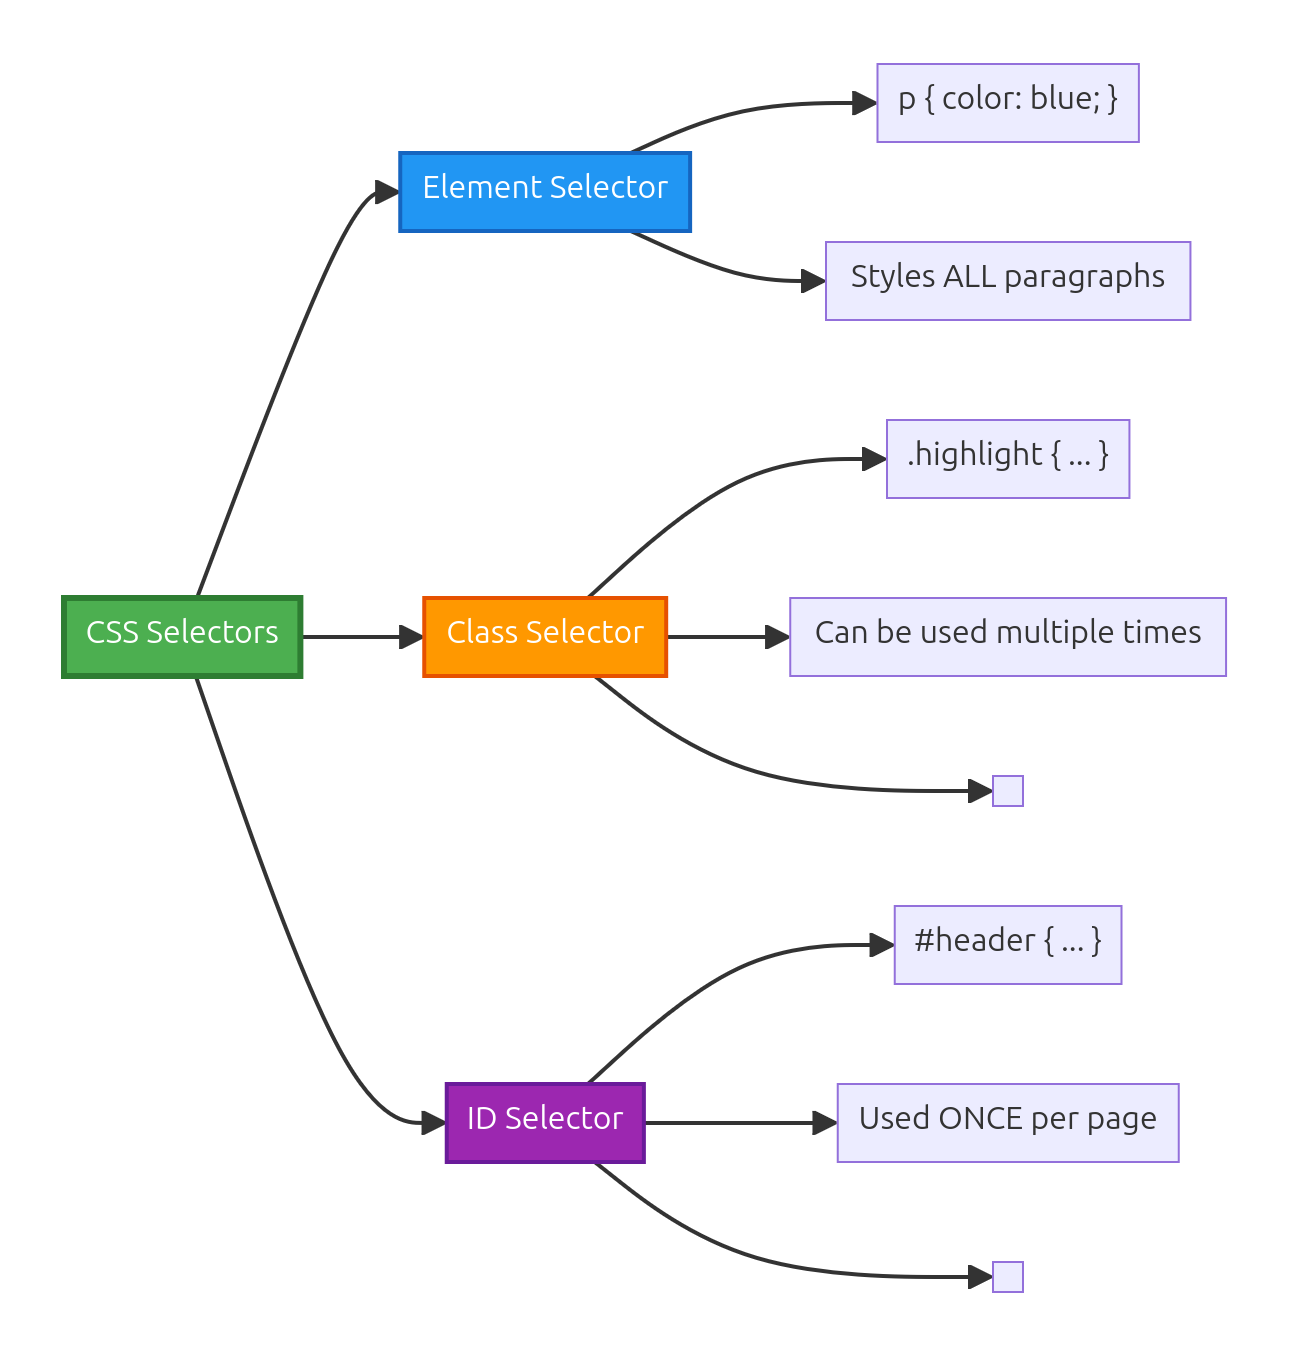 CSS Selectors
Element Selector
p { color: blue; }
Styles ALL paragraphs
Class Selector
.highlight { ... }
Can be used multiple times
ID Selector
#header { ... }
Used ONCE per page